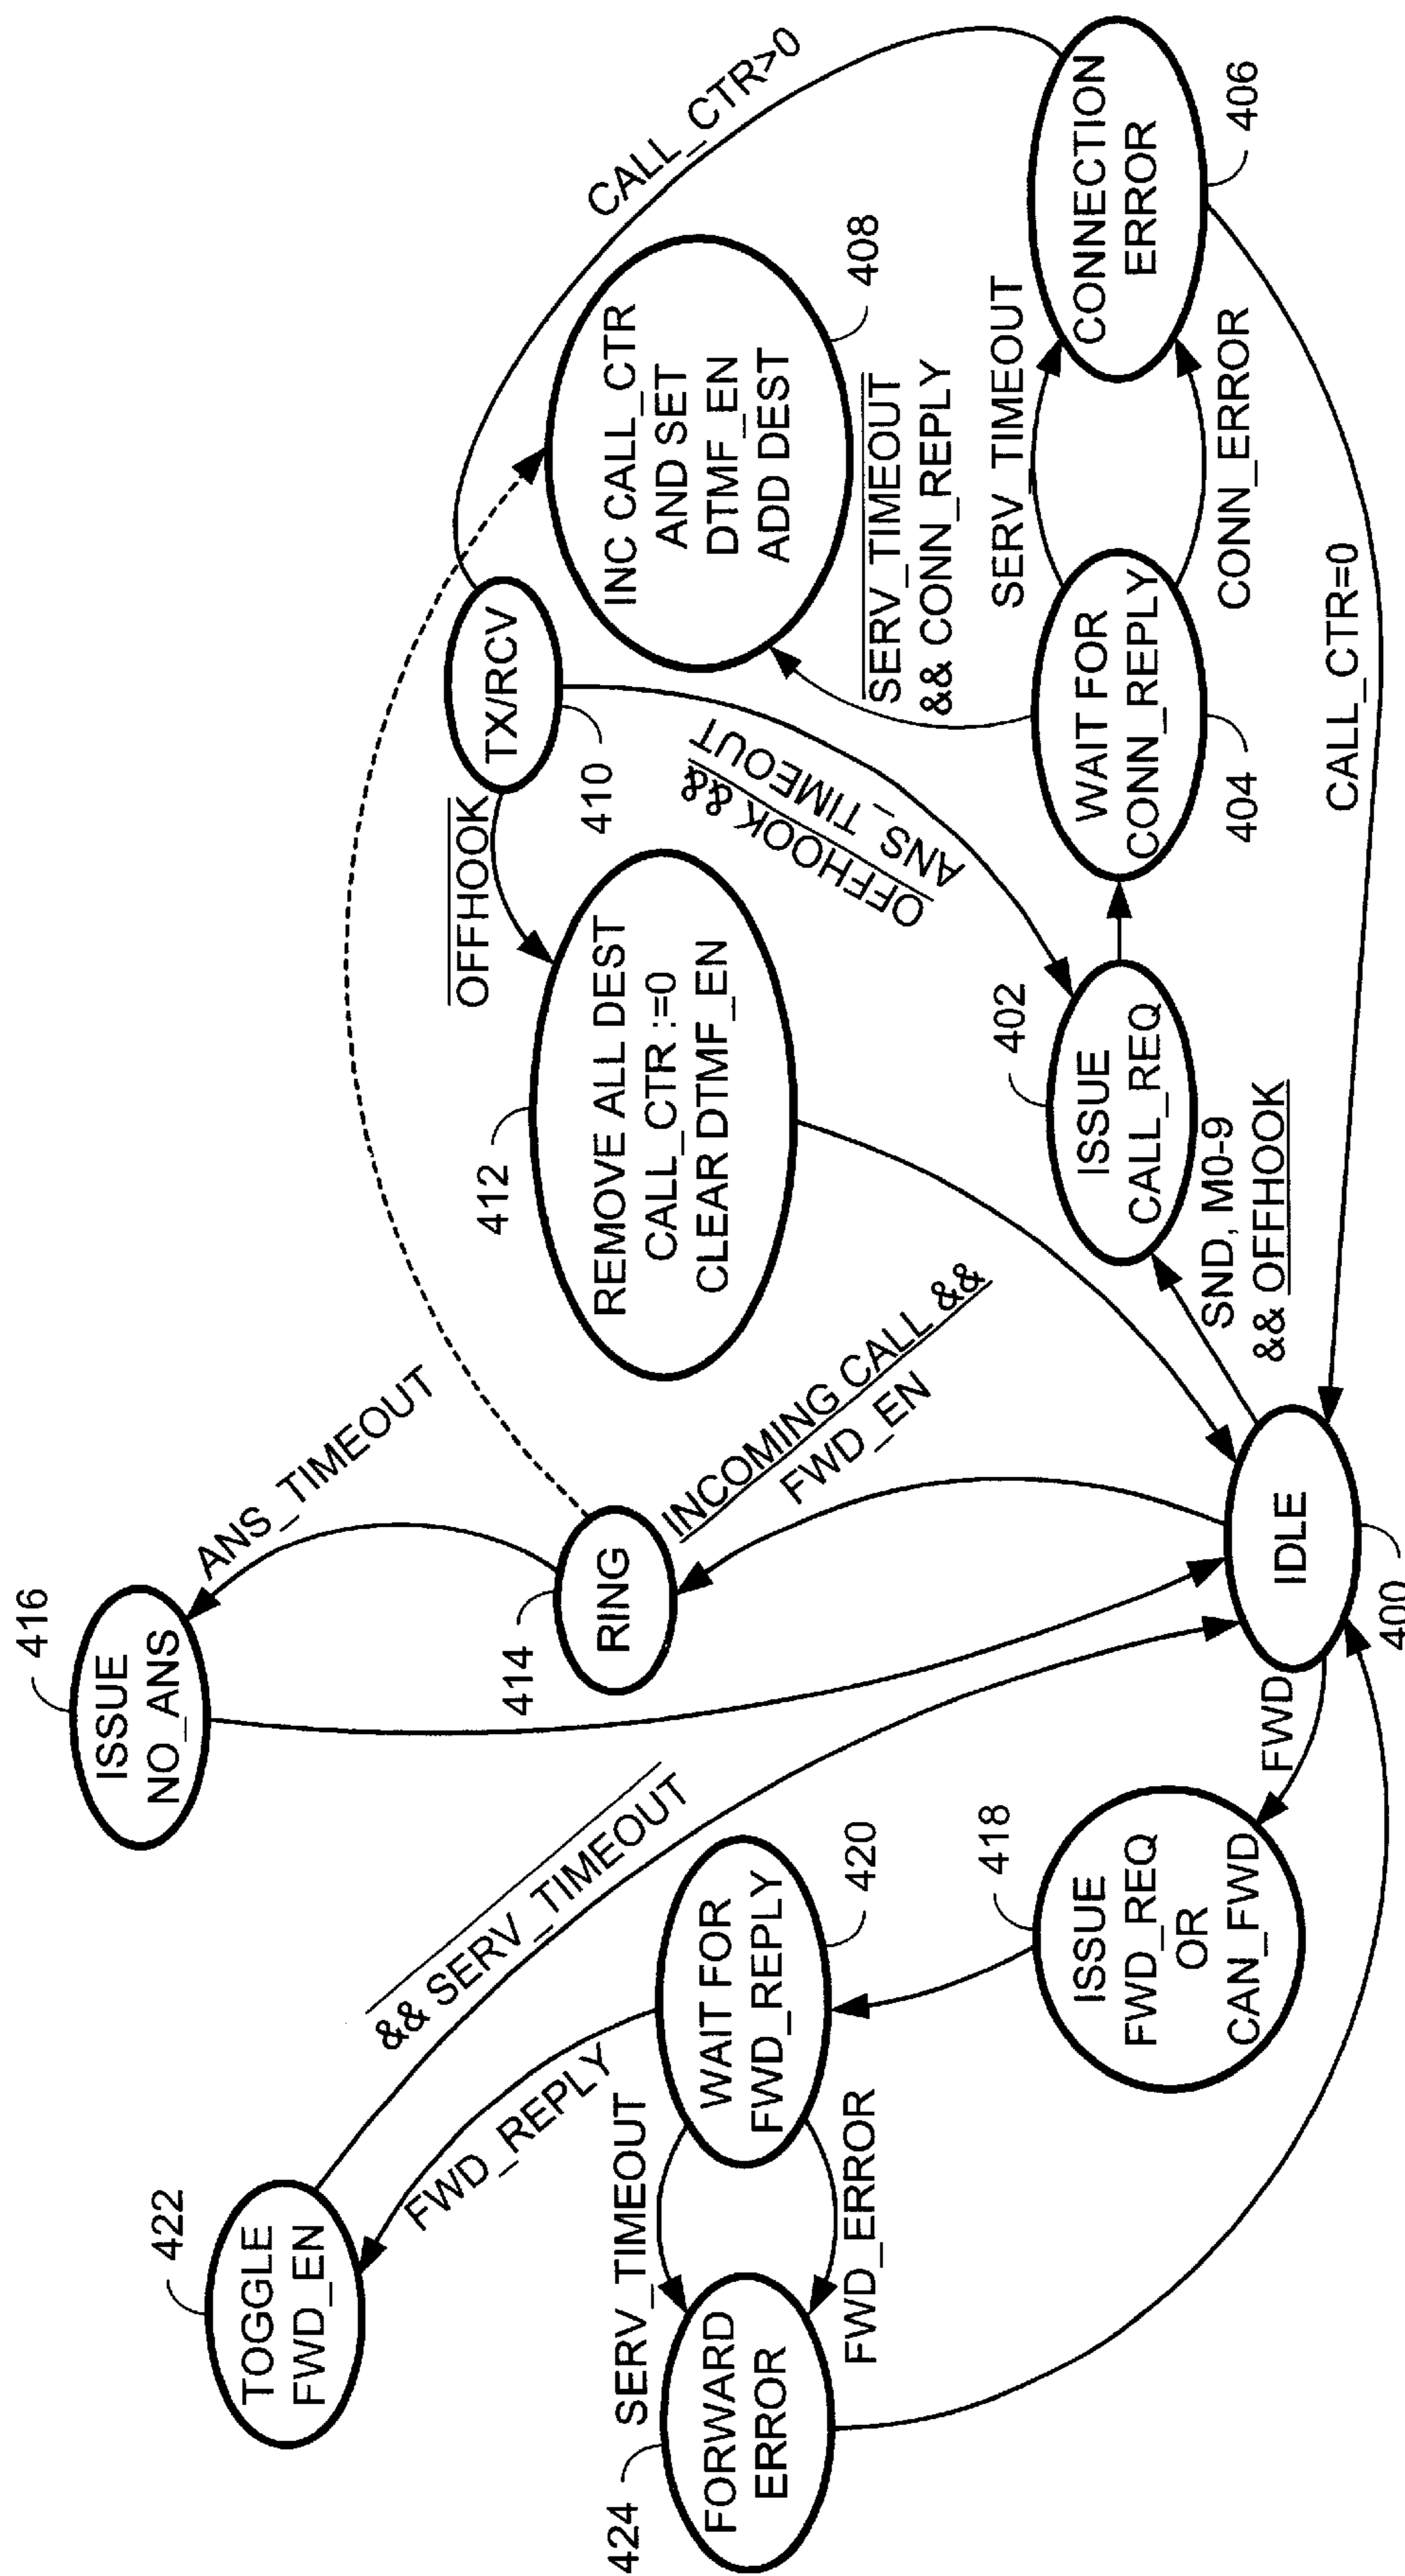 422
TOGGLE
FWD_EN
&& SERV_TIMEOUT
FWD_REPLY
424
FORWARD
ERROR
SERV_TIMEOUT
FWD_ERROR
WAIT FOR
FWD_REPLY
420
418
ISSUE
FWD_REQ
OR
CAN_FWD
FWD
416
ISSUE
NO_ANS
ANS_TIMEOUT
414
RING
INCOMING CALL &&
FWD_EN
IDLE
400
412
REMOVE ALL DEST
CALL_CTR :=0
CLEAR DTMF_EN
OFFHOOK
TX/RCV
410
OFFHOOK &&
ANS_TIMEOUT
SND, M0-9
&& OFFHOOK
402
ISSUE
CALL_REQ
WAIT FOR
CONN_REPLY
404
SERV_TIMEOUT
&& CONN_REPLY
INC CALL_CTR
AND SET
DTMF_EN
ADD DEST
408
CALL_CTR>0
SERV_TIMEOUT
CONN_ERROR
CONNECTION
ERROR
406
CALL_CTR=0